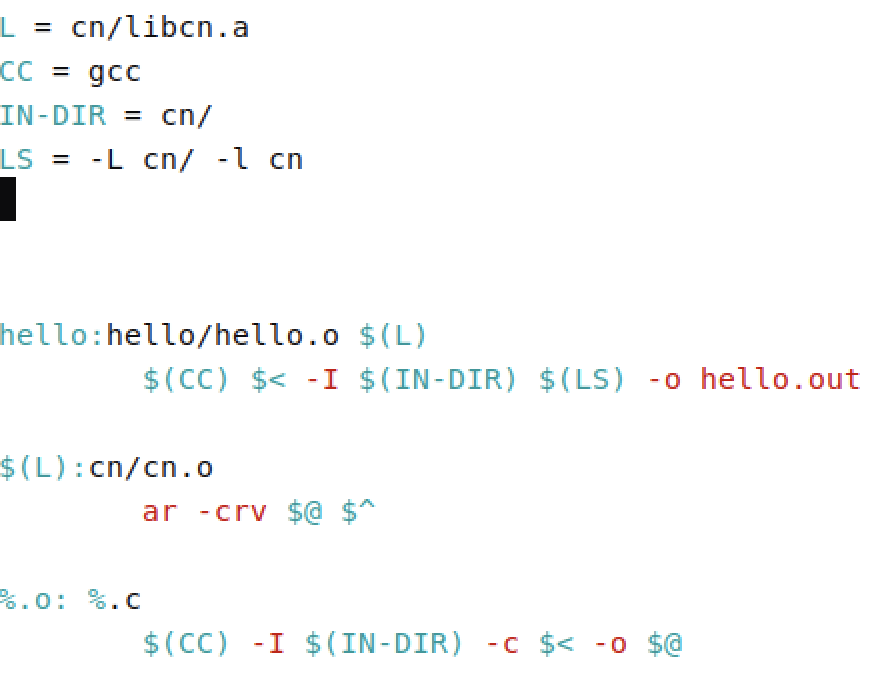 L = cn/libcn.a
CC = gcc
IN-DIR = cn/
LS = -L cn/ -l cn
hello:hello/hello.o $(L)
        $(CC) $< -I $(IN-DIR) $(LS) -o hello.out
$(L):cn/cn.o
        ar -crv $@ $^
%.o: %.c
        $(CC) -I $(IN-DIR) -c $< -o $@